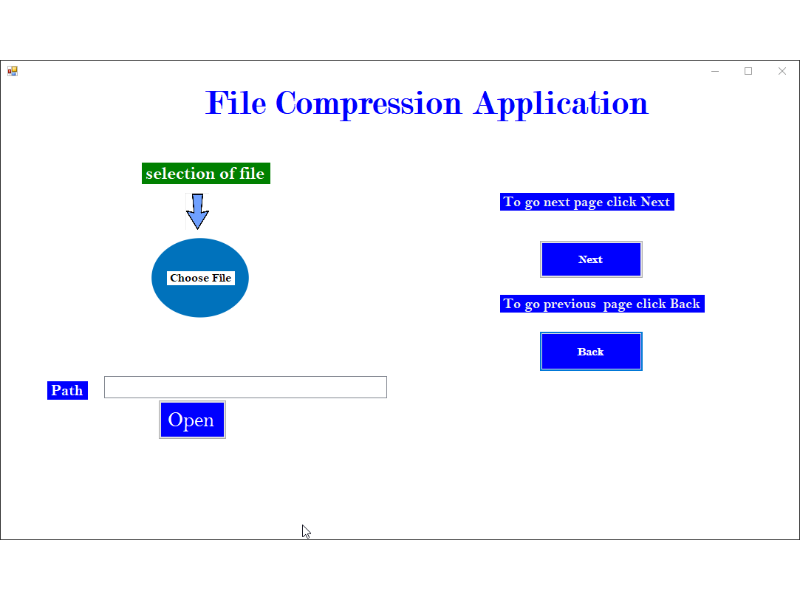 File Compression Application
selection of file
To go next page click Next
Choose File
Next
To go previous page click Back
Back
Path
Open